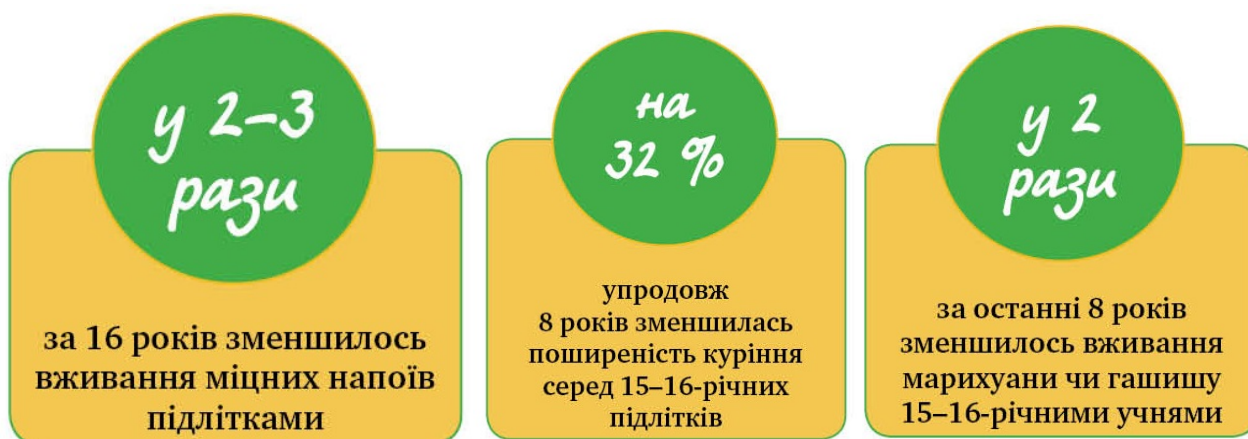 у 2–3
рази
за 16 років зменшилось
вживання міцних напоїв
підлітками
на
32 %
упродовж
8 років зменшилась
поширеність куріння
серед 15–16-річних
підлітків
у 2
рази
за останні 8 років
зменшилось вживання
марихуани чи гашишу
15–16-річними учнями